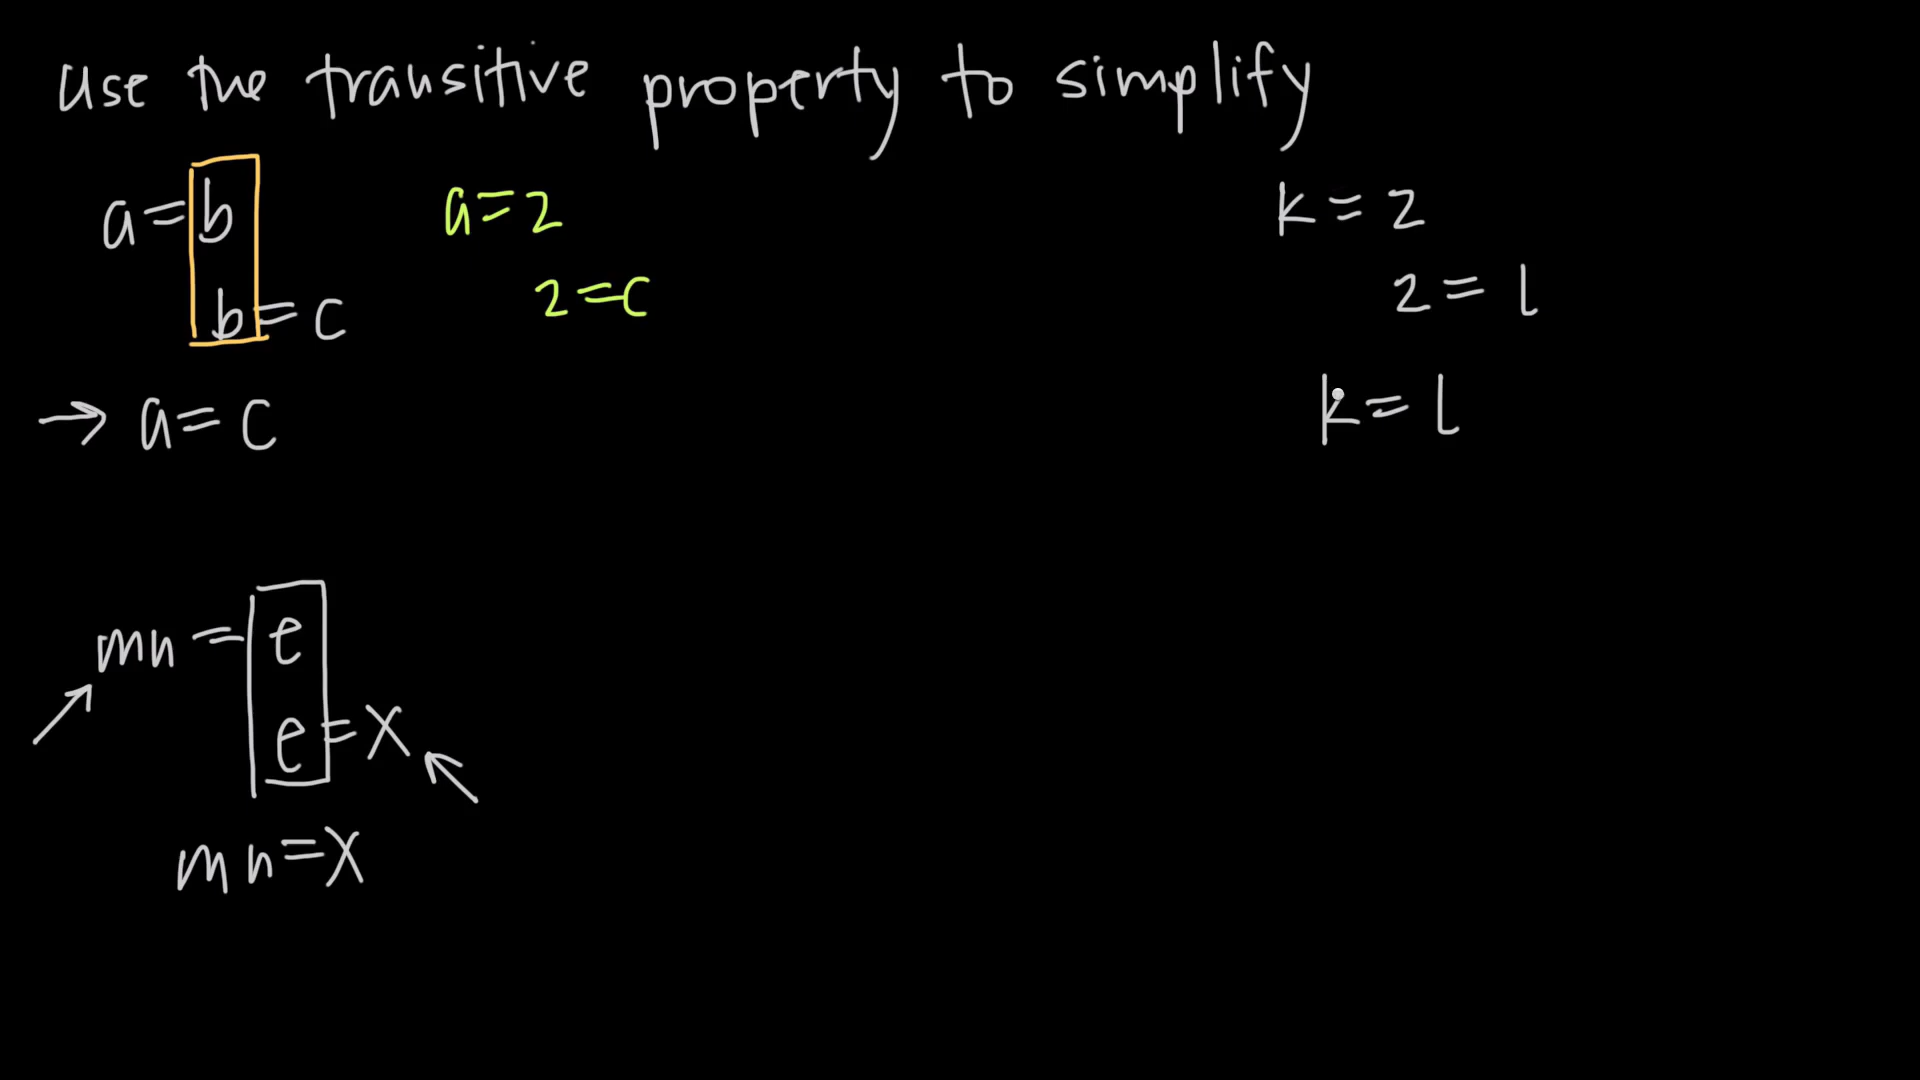 Use the transitive property to simplify
a=b
b=c
→ a=c
a=2
2=c
k=2
2=l
k=l
mn=e
e=x
mn=x